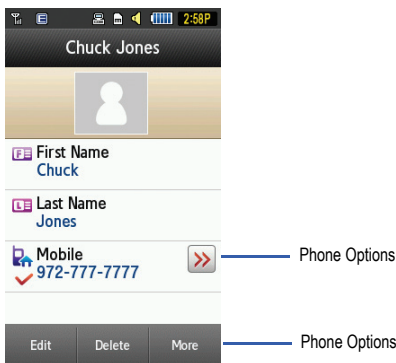 E 2:58P
Chuck Jones
F First Name
Chuck
L Last Name
Jones
Mobile
972-777-7777
Phone Options
Edit Delete More
Phone Options